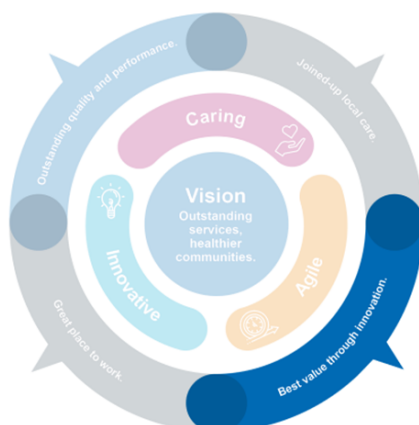 Outstanding quality and performance.
Joined-up local care.
Caring
Vision
Outstanding
services,
healthier
communities.
Innovative
Agile
Great place to work.
Best value through innovation.